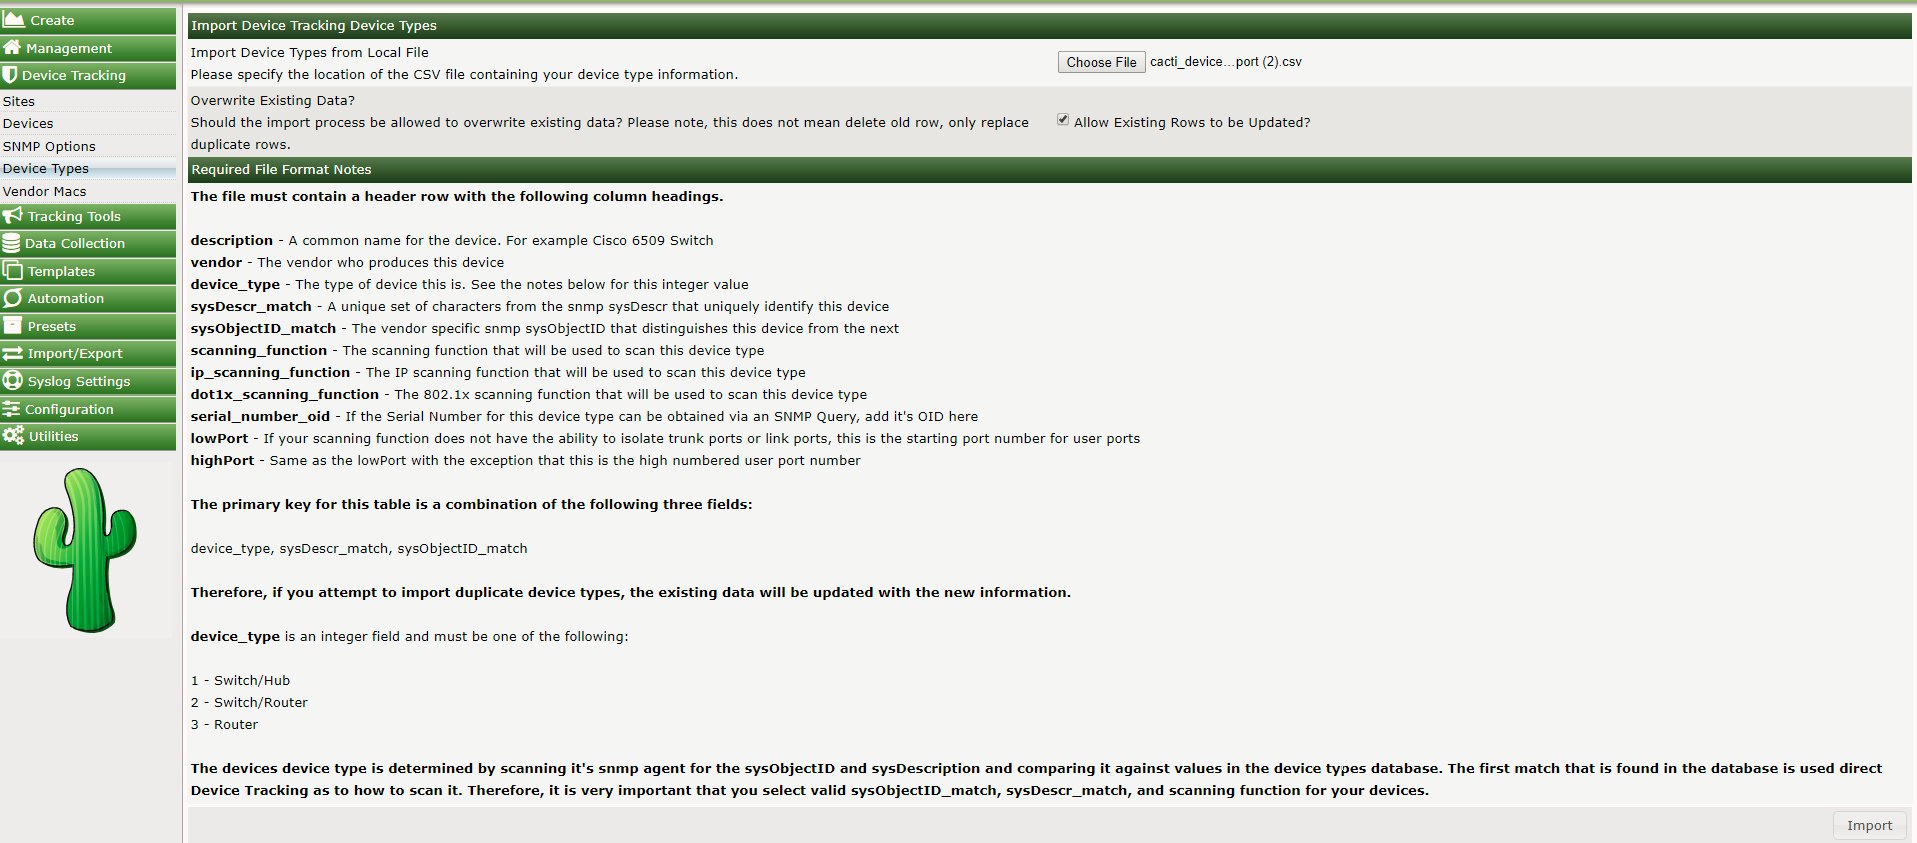 Create
Management
Device Tracking
Sites
Devices
SNMP Options
Device Types
Vendor Macs
Tracking Tools
Data Collection
Templates
Automation
Presets
Import/Export
Syslog Settings
Configuration
Utilities
Import Device Tracking Device Types
Import Device Types from Local File
Please specify the location of the CSV file containing your device type information.
Choose File cacti_device...port (2).csv
Overwrite Existing Data?
Should the import process be allowed to overwrite existing data? Please note, this does not mean delete old row, only replace
duplicate rows.
Allow Existing Rows to be Updated?
Required File Format Notes
The file must contain a header row with the following column headings.
description - A common name for the device. For example Cisco 6509 Switch
vendor - The vendor who produces this device
device_type - The type of device this is. See the notes below for this integer value
sysDescr_match - A unique set of characters from the snmp sysDescr that uniquely identify this device
sysObjectID_match - The vendor specific snmp sysObjectID that distinguishes this device from the next
scanning_function - The scanning function that will be used to scan this device type
ip_scanning_function - The IP scanning function that will be used to scan this device type
dot1x_scanning_function - The 802.1x scanning function that will be used to scan this device type
serial_number_oid - If the Serial Number for this device type can be obtained via an SNMP Query, add it's OID here
lowPort - If your scanning function does not have the ability to isolate trunk ports or link ports, this is the starting port number for user ports
highPort - Same as the lowPort with the exception that this is the high numbered user port number
The primary key for this table is a combination of the following three fields:
device_type, sysDescr_match, sysObjectID_match
Therefore, if you attempt to import duplicate device types, the existing data will be updated with the new information.
device_type is an integer field and must be one of the following:
1 - Switch/Hub
2 - Switch/Router
3 - Router
The devices device type is determined by scanning it's snmp agent for the sysObjectID and sysDescription and comparing it against values in the device types database. The first match that is found in the database is used direct
Device Tracking as to how to scan it. Therefore, it is very important that you select valid sysObjectID_match, sysDescr_match, and scanning function for your devices.
Import